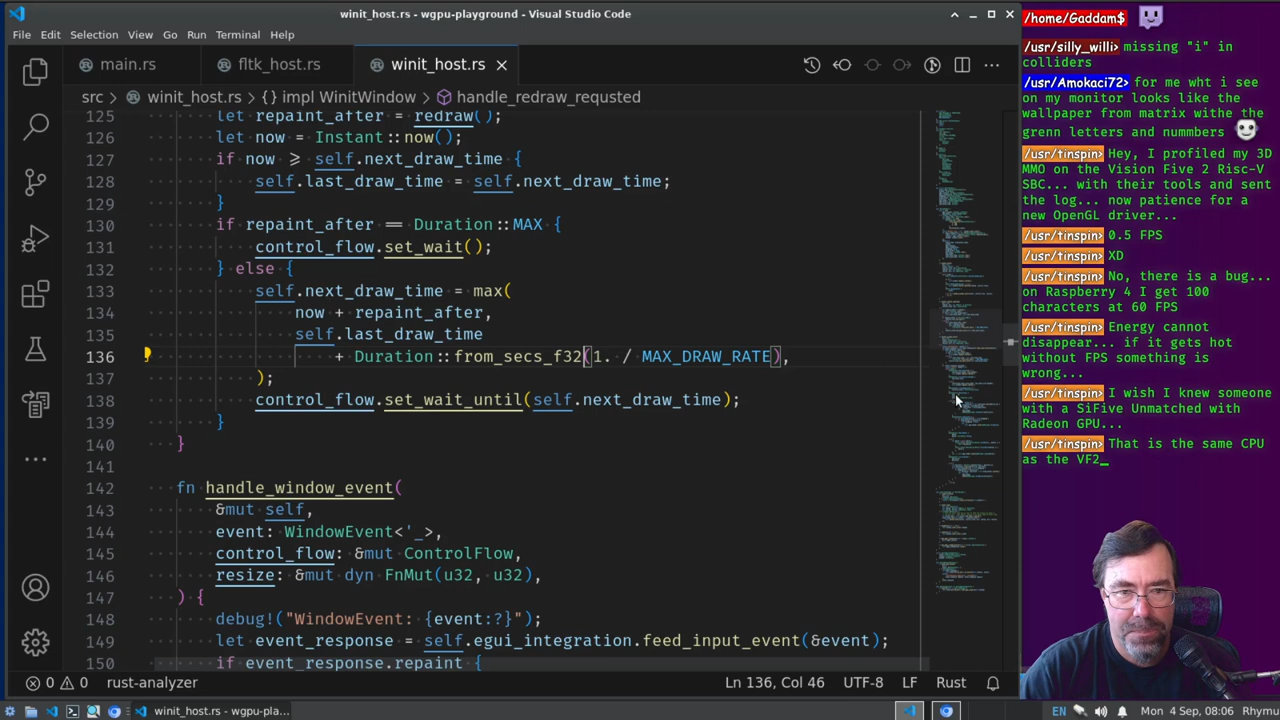 winit_host.rs - wgpu-playground - Visual Studio Code
File Edit Selection View Go Run Terminal Help
main.rs fltk_host.rs winit_host.rs
src > winit_host.rs > {} impl WinitWindow > handle_redraw_requsted
125 let repaint_after = redraw();
126 let now = Instant::now();
127 if now ≥ self.next_draw_time {
128 self.last_draw_time = self.next_draw_time;
129 }
130 if repaint_after == Duration::MAX {
131 control_flow.set_wait();
132 } else {
133 self.next_draw_time = max(
134 now + repaint_after,
135 self.last_draw_time
136 + Duration::from_secs_f32(1. / MAX_DRAW_RATE),
137 );
138 control_flow.set_wait_until(self.next_draw_time);
139 }
140 }
141
142 fn handle_window_event(
143 &mut self,
144 event: WindowEvent<'_>,
145 control_flow: &mut ControlFlow,
146 resize: &mut dyn FnMut(u32, u32),
147 ) {
148 debug!("WindowEvent: {event:?}");
149 let event_response = self.egui_integration.feed_input_event(&event);
150 if event_response.repaint {
0 0 rust-analyzer Ln 136, Col 46 UTF-8 LF Rust
winit_host.rs - wgpu-pla... EN Mon 4 Sep, 08:06 Rhymu
/home/Gaddam$
/usr/silly_willi> missing "i" in
colliders
/usr/Amokaci72> for me wht i see
on my monitor looks like the
wallpaper from matrix withe the
grenn letters and nummbers
/usr/tinspin> Hey, I profiled my 3D
MMO on the Vision Five 2 Risc-V
SBC... with their tools and sent
the log... now patience for a
new OpenGL driver...
/usr/tinspin> 0.5 FPS
/usr/tinspin> XD
/usr/tinspin> No, there is a bug...
on Raspberry 4 I get 100
characters at 60 FPS
/usr/tinspin> Energy cannot
disappear... if it gets hot
without FPS something is
wrong...
/usr/tinspin> I wish I knew someone
with a SiFive Unmatched with
Radeon GPU...
/usr/tinspin> That is the same CPU
as the VF2_